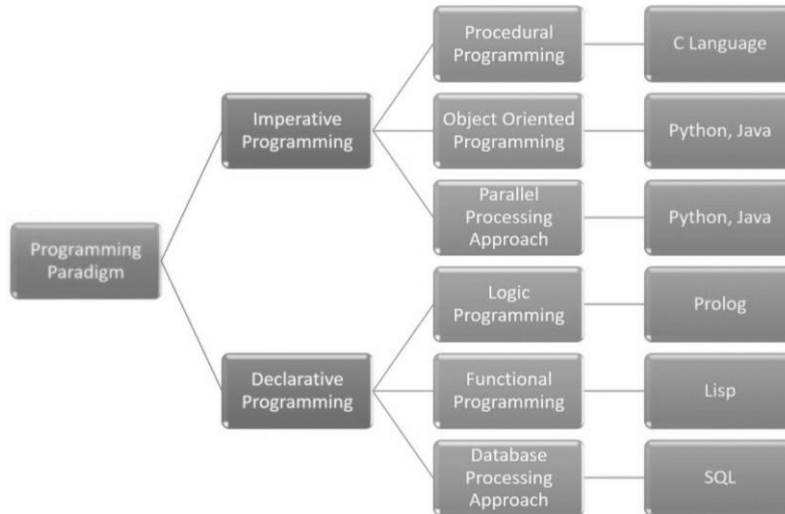 Procedural
Programming
C Language
Imperative
Programming
Object Oriented
Programming
Python, Java
Parallel
Processing
Approach
Python, Java
Programming
Paradigm
Logic
Programming
Prolog
Declarative
Programming
Functional
Programming
Lisp
Database
Processing
Approach
SQL